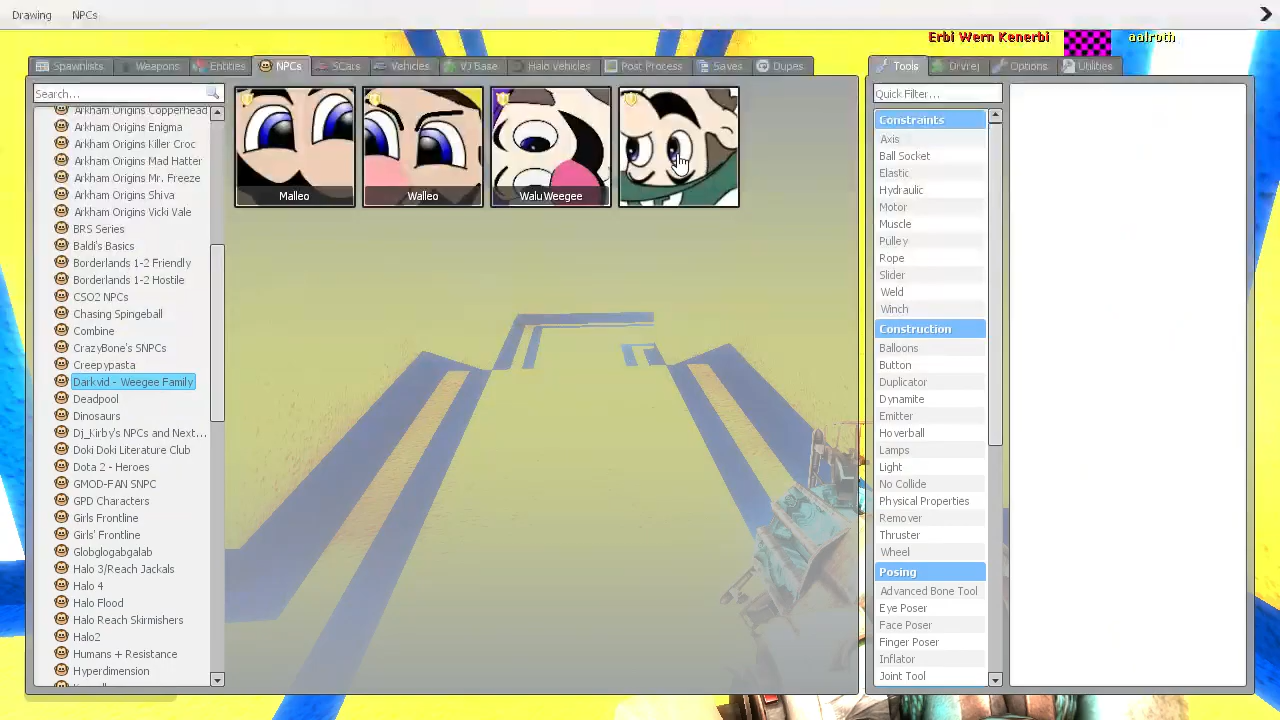 Drawing NPCs
Erbi Wern Kenerbi
aalroth
Spawnlists Weapons Entities NPCs SCars Vehicles VJ Base Halo Vehicles Post Process Saves Dupes
Search...
Arkham Origins Copperhead
Arkham Origins Enigma
Arkham Origins Killer Croc
Arkham Origins Mad Hatter
Arkham Origins Mr. Freeze
Arkham Origins Shiva
Arkham Origins Vicki Vale
BRS Series
Baldi's Basics
Borderlands 1-2 Friendly
Borderlands 1-2 Hostile
CSO2 NPCs
Chasing Spingeball
Combine
CrazyBone's SNPCs
Creepypasta
Darkvid - Weegee Family
Deadpool
Dinosaurs
Dj_Kirby's NPCs and Next...
Doki Doki Literature Club
Dota 2 - Heroes
GMOD-FAN SNPC
GPD Characters
Girls Frontline
Girls' Frontline
Globglogabgalab
Halo 3/Reach Jackals
Halo 4
Halo Flood
Halo Reach Skirmishers
Halo2
Humans + Resistance
Hyperdimension
Malleo
Walleo
WaluWeegee
Tools (Drive) Options Utilities
Quick Filter...
Constraints
Axis
Ball Socket
Elastic
Hydraulic
Motor
Muscle
Pulley
Rope
Slider
Weld
Winch
Construction
Balloons
Button
Duplicator
Dynamite
Emitter
Hoverball
Lamps
Light
No Collide
Physical Properties
Remover
Thruster
Wheel
Posing
Advanced Bone Tool
Eye Poser
Face Poser
Finger Poser
Inflator
Joint Tool